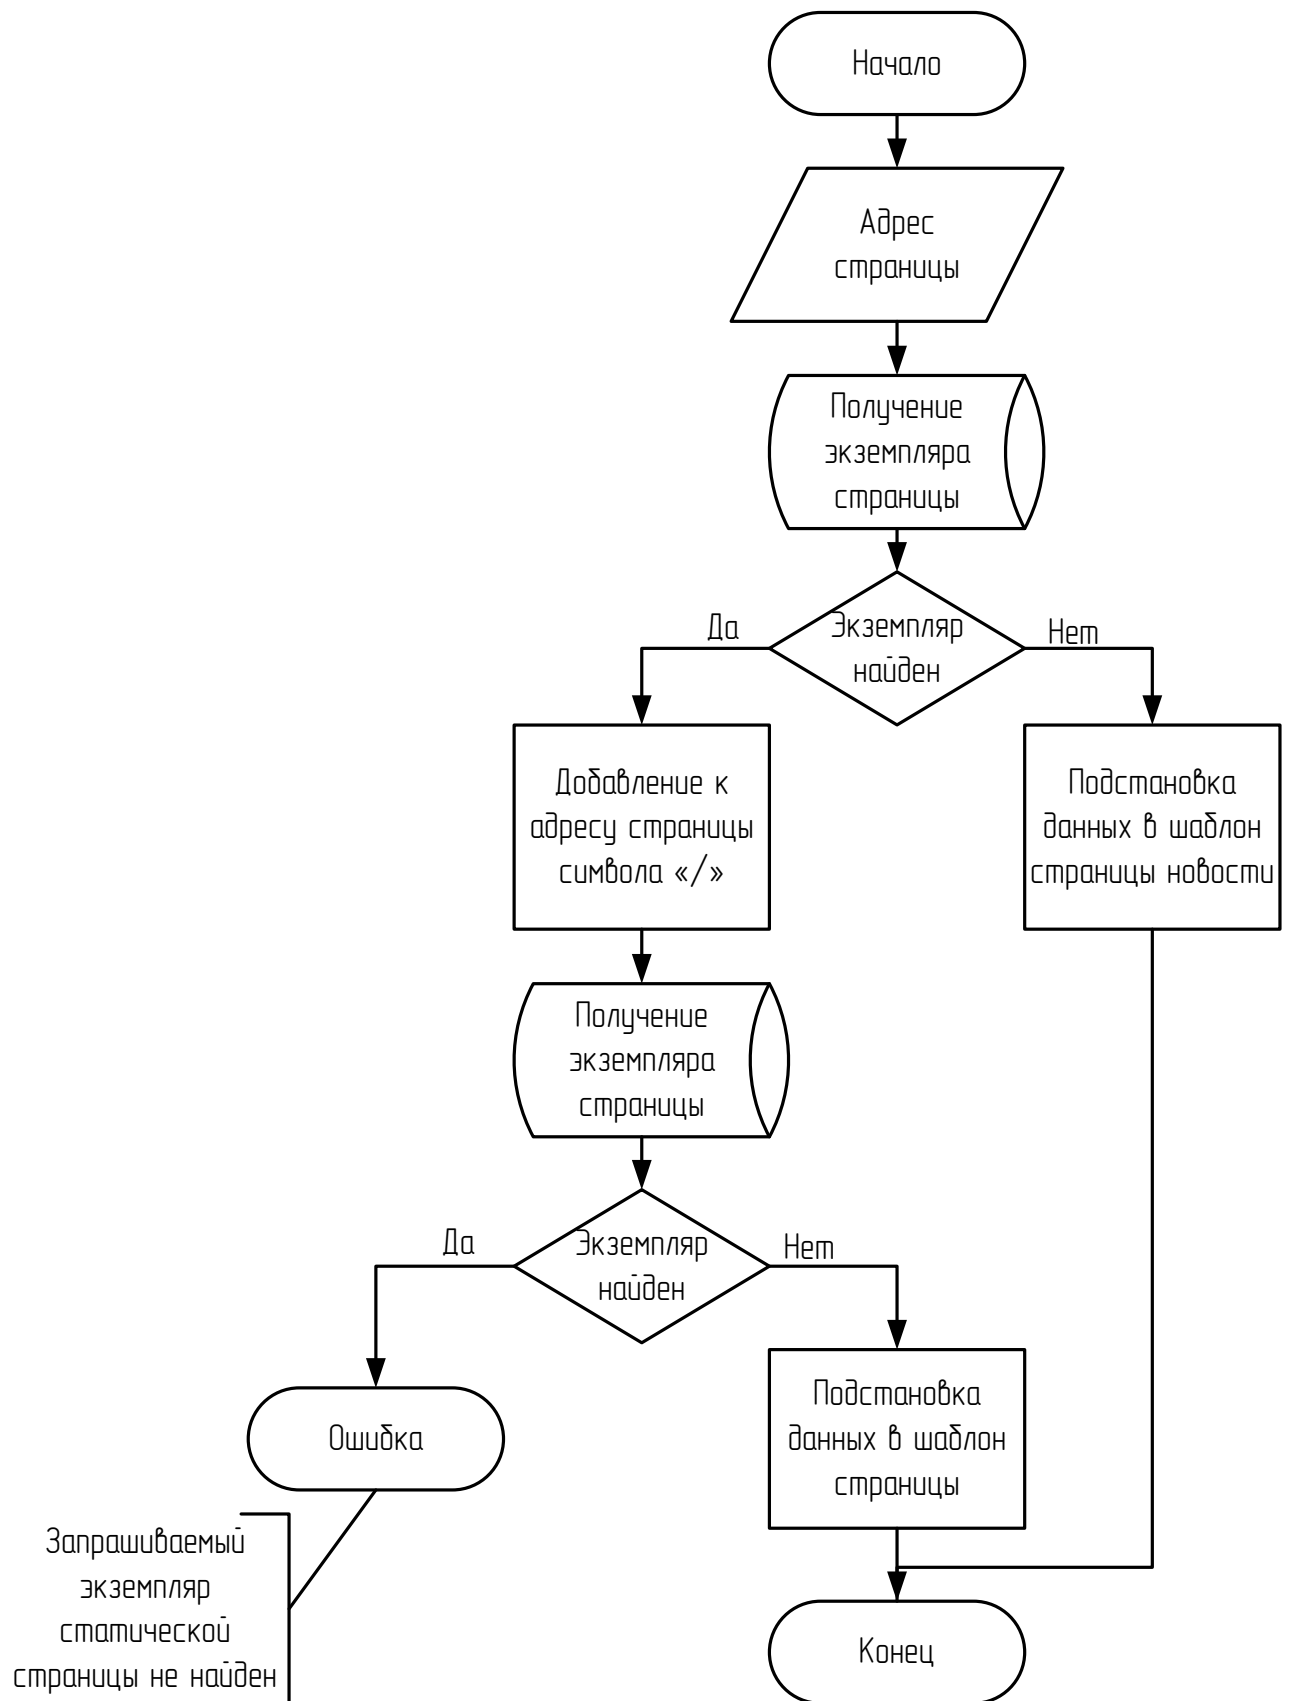 Начало
Адрес
страницы
Получение
экземпляра
страницы
Экземпляр
найден
Да
Нет
Добавление к
адресу страницы
символа «/»
Подстановка
данных в шаблон
страницы новости
Получение
экземпляра
страницы
Экземпляр
найден
Да
Нет
Ошибка
Подстановка
данных в шаблон
страницы
Запрашиваемый
экземпляр
статической
страницы не найден
Конец